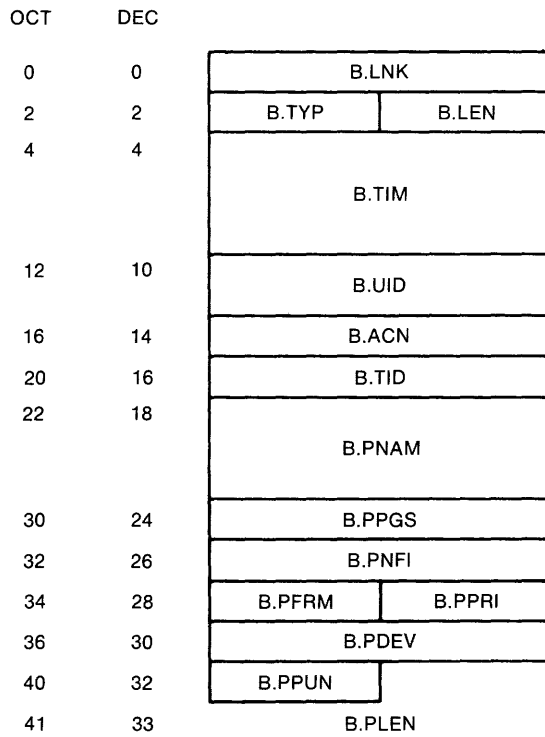 OCT DEC
0 0 B.LNK
2 2 B.TYP B.LEN
4 4
B.TIM
12 10
B.UID
16 14 B.ACN
20 16 B.TID
22 18
B.PNAM
30 24 B.PPGS
32 26 B.PNFI
34 28 B.PFRM B.PPRI
36 30 B.PDEV
40 32 B.PPUN
41 33 B.PLEN